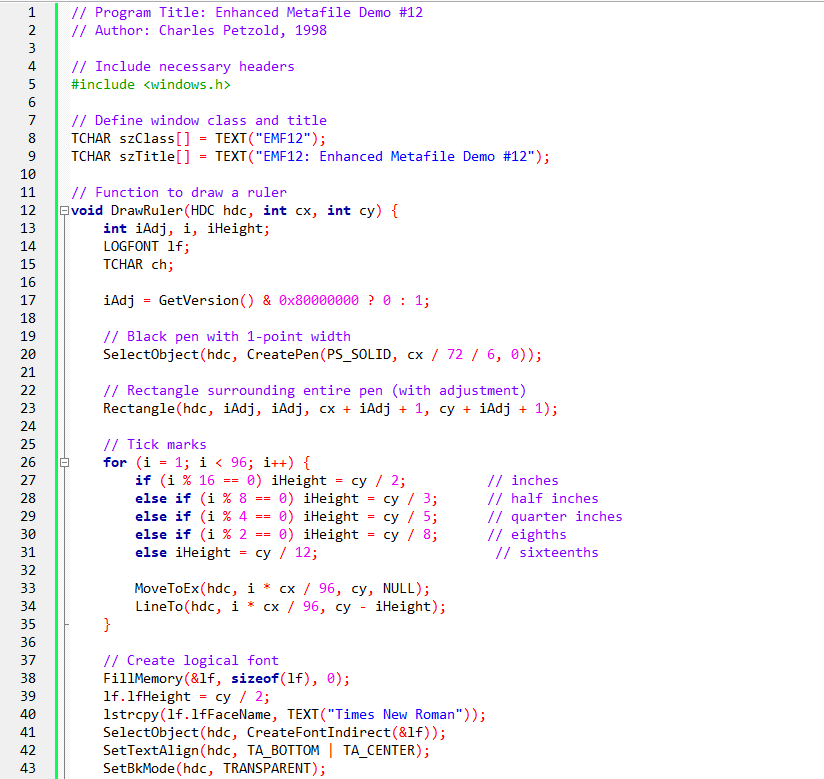 1 // Program Title: Enhanced Metafile Demo #12
2 // Author: Charles Petzold, 1998
3
4 // Include necessary headers
5 #include <windows.h>
6
7 // Define window class and title
8 TCHAR szClass[] = TEXT("EMF12");
9 TCHAR szTitle[] = TEXT("EMF12: Enhanced Metafile Demo #12");
10
11 // Function to draw a ruler
12 void DrawRuler(HDC hdc, int cx, int cy) {
13     int iAdj, i, iHeight;
14     LOGFONT lf;
15     TCHAR ch;
16
17     iAdj = GetVersion() & 0x80000000 ? 0 : 1;
18
19     // Black pen with 1-point width
20     SelectObject(hdc, CreatePen(PS_SOLID, cx / 72 / 6, 0));
21
22     // Rectangle surrounding entire pen (with adjustment)
23     Rectangle(hdc, iAdj, iAdj, cx + iAdj + 1, cy + iAdj + 1);
24
25     // Tick marks
26     for (i = 1; i < 96; i++) {
27         if (i % 16 == 0) iHeight = cy / 2;          // inches
28         else if (i % 8 == 0) iHeight = cy / 3;      // half inches
29         else if (i % 4 == 0) iHeight = cy / 5;      // quarter inches
30         else if (i % 2 == 0) iHeight = cy / 8;      // eighths
31         else iHeight = cy / 12;                      // sixteenths
32
33         MoveToEx(hdc, i * cx / 96, cy, NULL);
34         LineTo(hdc, i * cx / 96, cy - iHeight);
35     }
36
37     // Create logical font
38     FillMemory(&lf, sizeof(lf), 0);
39     lf.lfHeight = cy / 2;
40     lstrcpy(lf.lfFaceName, TEXT("Times New Roman"));
41     SelectObject(hdc, CreateFontIndirect(&lf));
42     SetTextAlign(hdc, TA_BOTTOM | TA_CENTER);
43     SetBkMode(hdc, TRANSPARENT);